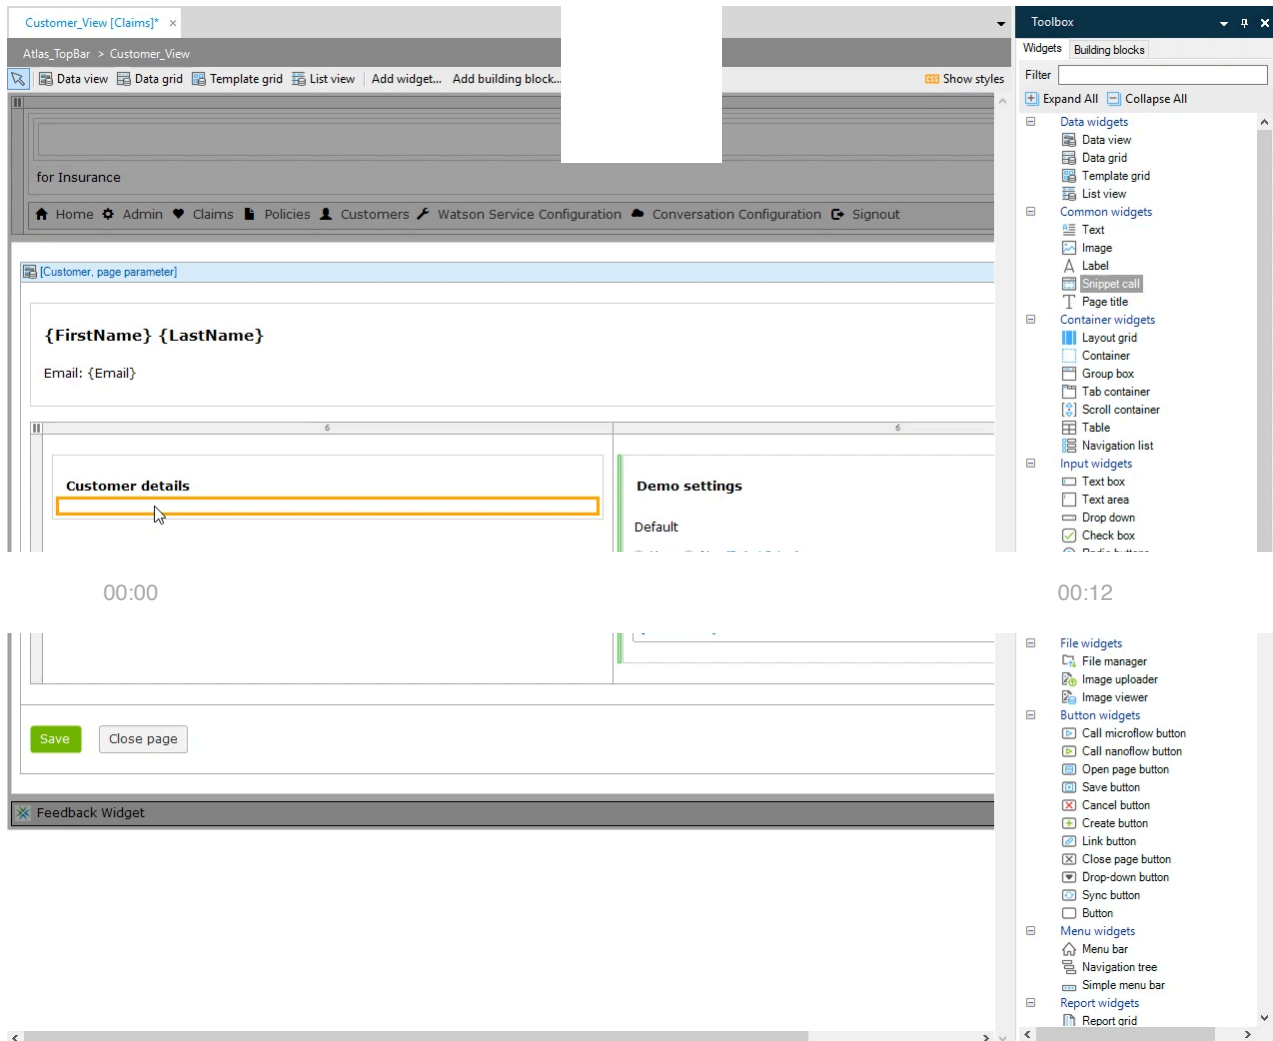 Customer_View [Claims]* ×
Toolbox
Atlas_TopBar > Customer_View
Widgets Building blocks
Data view Data grid Template grid List view Add widget... Add building block... Show styles
Filter
Expand All Collapse All
for Insurance
Home Admin Claims Policies Customers Watson Service Configuration Conversation Configuration Signout
[Customer, page parameter]
{FirstName} {LastName}
Email: {Email}
6 6
Customer details
Demo settings
Default
00:00 00:12
Save Close page
Feedback Widget
Data widgets
Data view
Data grid
Template grid
List view
Common widgets
Text
Image
Label
Snippet call
Page title
Container widgets
Layout grid
Container
Group box
Tab container
Scroll container
Table
Navigation list
Input widgets
Text box
Text area
Drop down
Check box
File widgets
File manager
Image uploader
Image viewer
Button widgets
Call microflow button
Call nanoflow button
Open page button
Save button
Cancel button
Create button
Link button
Close page button
Drop-down button
Sync button
Button
Menu widgets
Menu bar
Navigation tree
Simple menu bar
Report widgets
Report grid